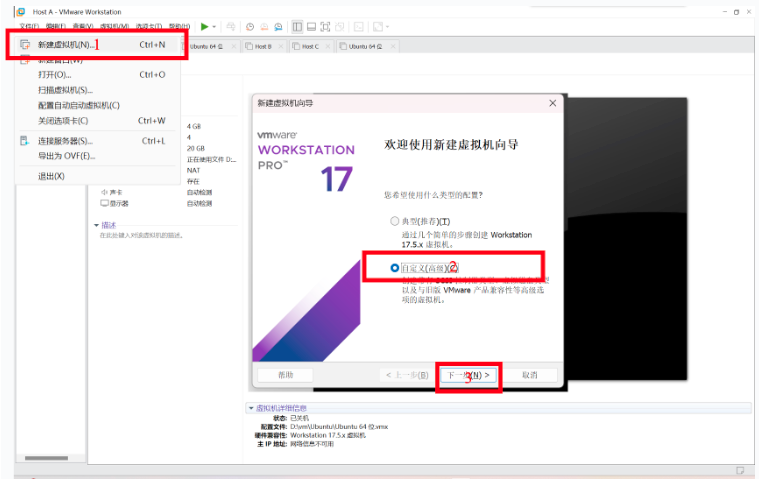 Host A - VMware Workstation
文件(F) 编辑(E) 查看(V) 虚拟机(M) 选项卡(T) 帮助(H)
新建虚拟机(N)... 1 Ctrl+N
Ubuntu 64 位 Host B Host C Ubuntu 64 位
新建窗口(W)
打开(O)... Ctrl+O
扫描虚拟机(S)...
配置自动启动虚拟机(C)
关闭选项卡(C) Ctrl+W
连接服务器(S)... Ctrl+L
导出为 OVF(E)...
退出(X)
4 GB
4
20 GB
正在使用文件 D:...
NAT
存在
声卡 自动检测
显示器 自动检测
描述
在此处键入对该虚拟机的描述。
新建虚拟机向导
vmware
WORKSTATION
PRO™
17
欢迎使用新建虚拟机向导
您希望使用什么类型的配置?
典型(推荐)(T)
通过几个简单的步骤创建 Workstation
17.5.x 虚拟机。
自定义(高级)(C) 2
以及与旧版 VMware 产品兼容性等高级选
项的虚拟机。
帮助 < 上一步(B) 下一步(N) > 取消
3
虚拟机详细信息
状态: 已关机
配置文件: D:\vm\Ubuntu\Ubuntu 64 位.vmx
硬件兼容性: Workstation 17.5.x 虚拟机
主 IP 地址: 网络信息不可用